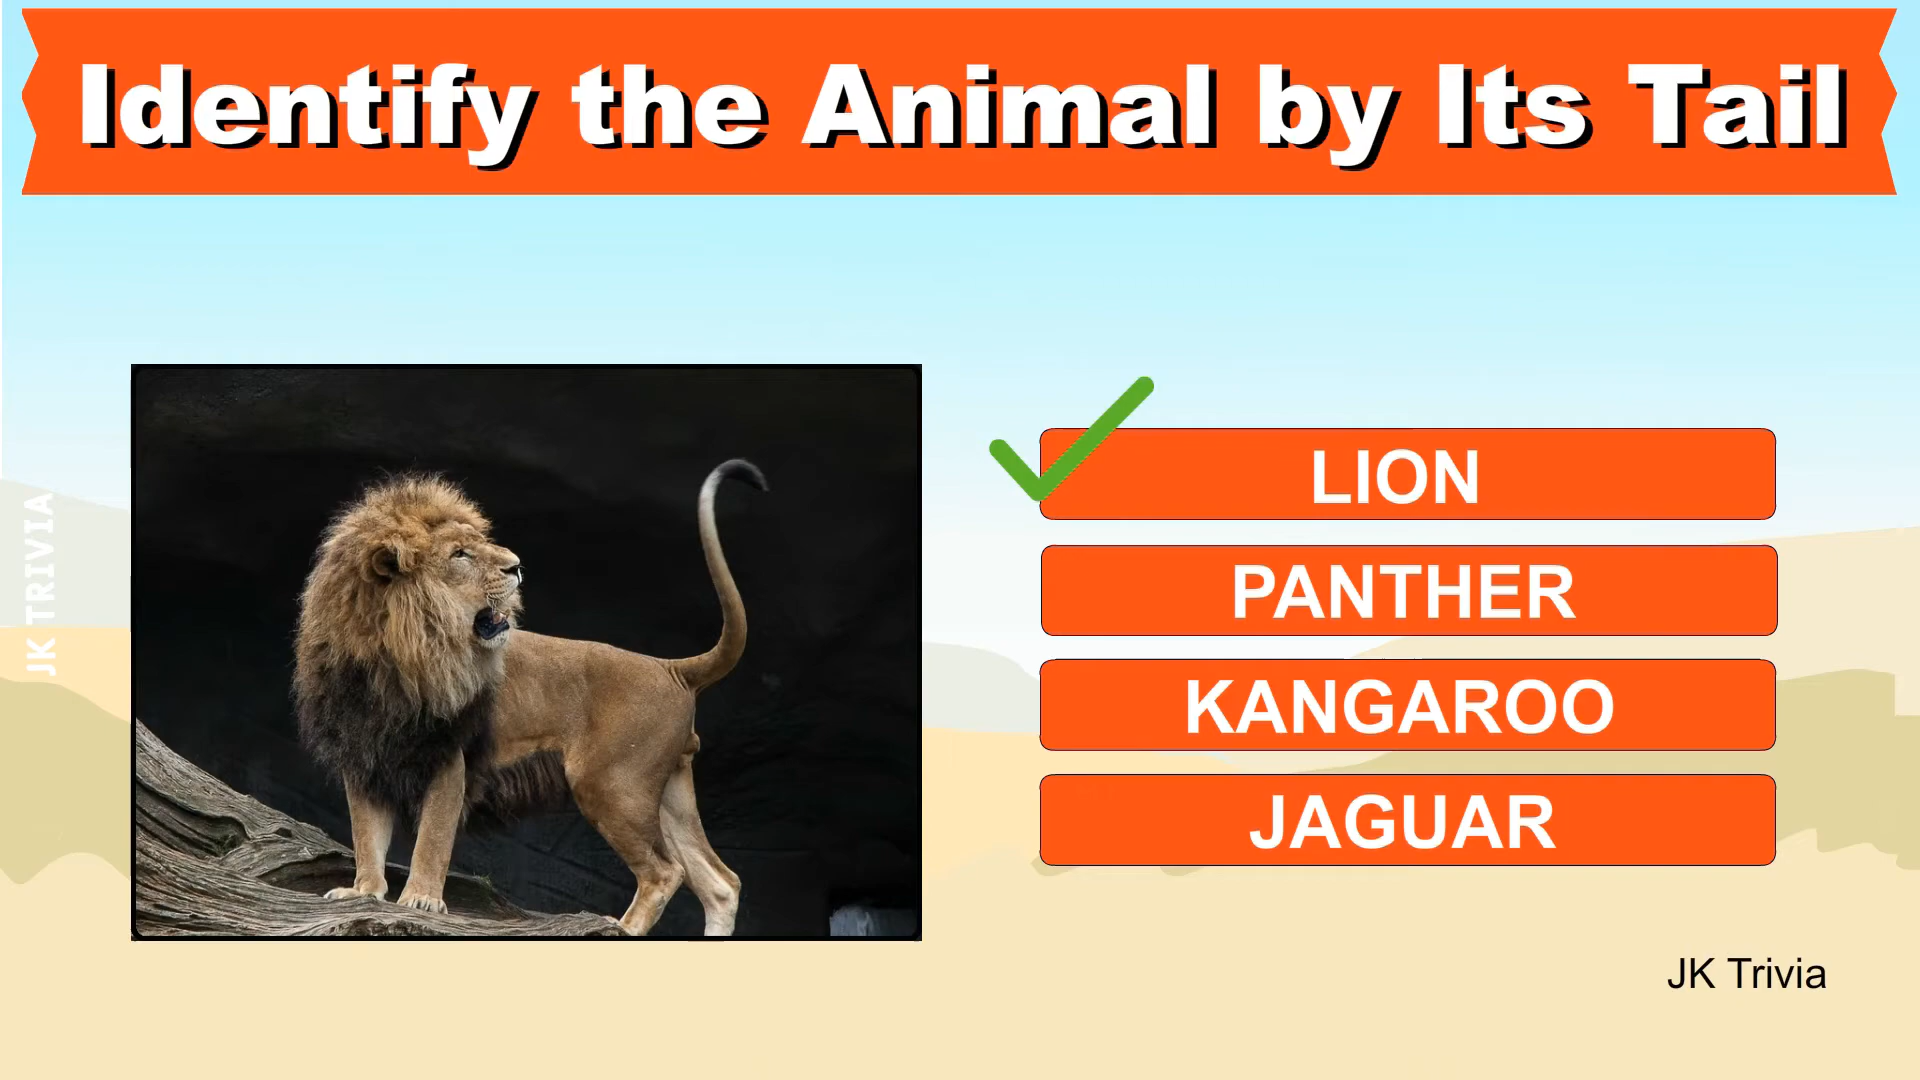 Identify the Animal by Its Tail
JK TRIVIA
LION
PANTHER
KANGAROO
JAGUAR
JK Trivia